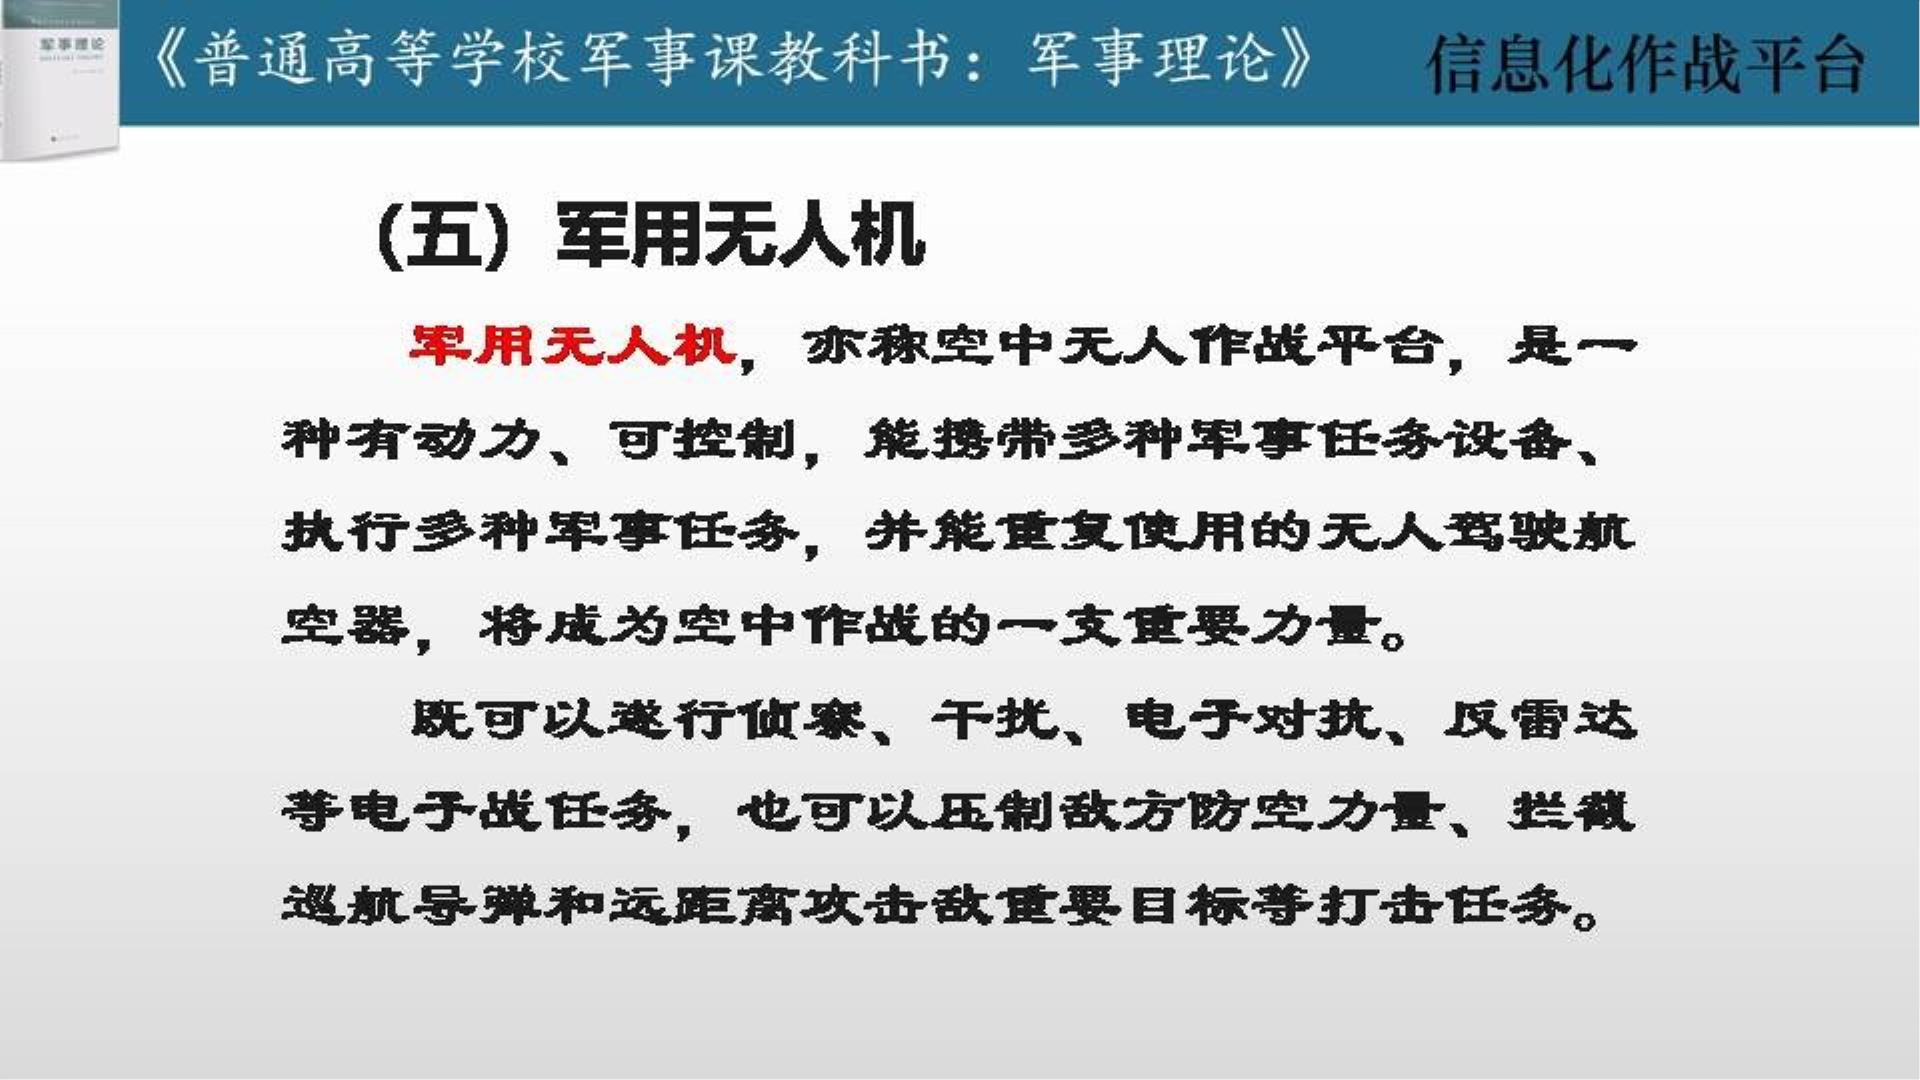 军事理论
《普通高等学校军事课教科书：军事理论》
信息化作战平台
(五）军用无人机
军用无人机，亦称空中无人作战平台，是一
种有动力、可控制，能携带多种军事任务设备、
执行多种军事任务，并能重复使用的无人驾驶航
空器，将成为空中作战的一支重要力量。
既可以遂行侦察、干扰、电子对抗、反雷达
等电子战任务，也可以压制敌方防空力量、拦截
巡航导弹和远距离攻击敌重要目标等打击任务。